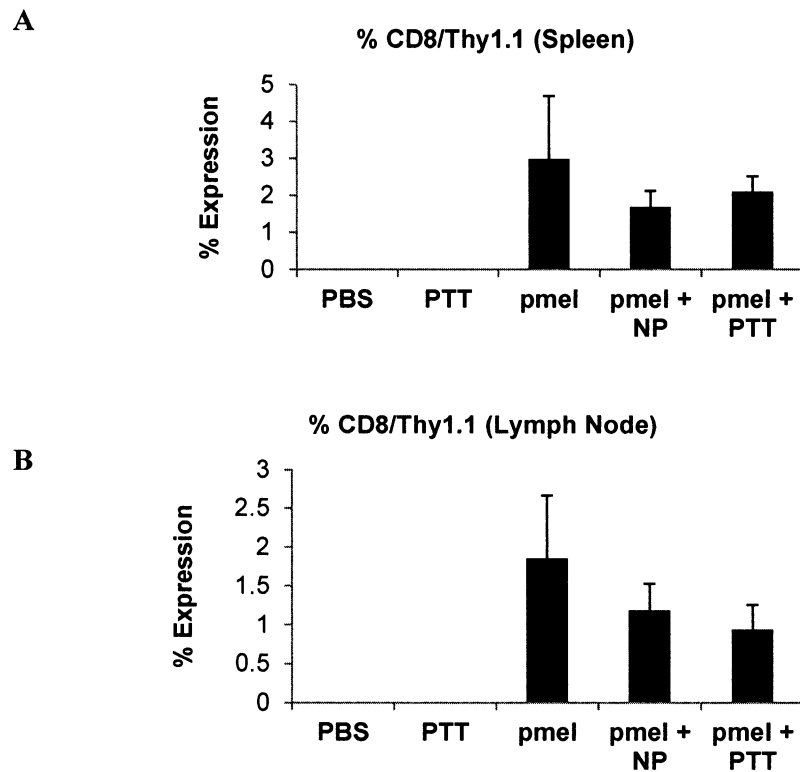 A
% CD8/Thy1.1 (Spleen)
% Expression
5
4
3
2
1
0
PBS PTT pmel pmel + pmel +
NP PTT
% CD8/Thy1.1 (Lymph Node)
B
% Expression
3
2.5
2
1.5
1
0.5
0
PBS PTT pmel pmel + pmel +
NP PTT